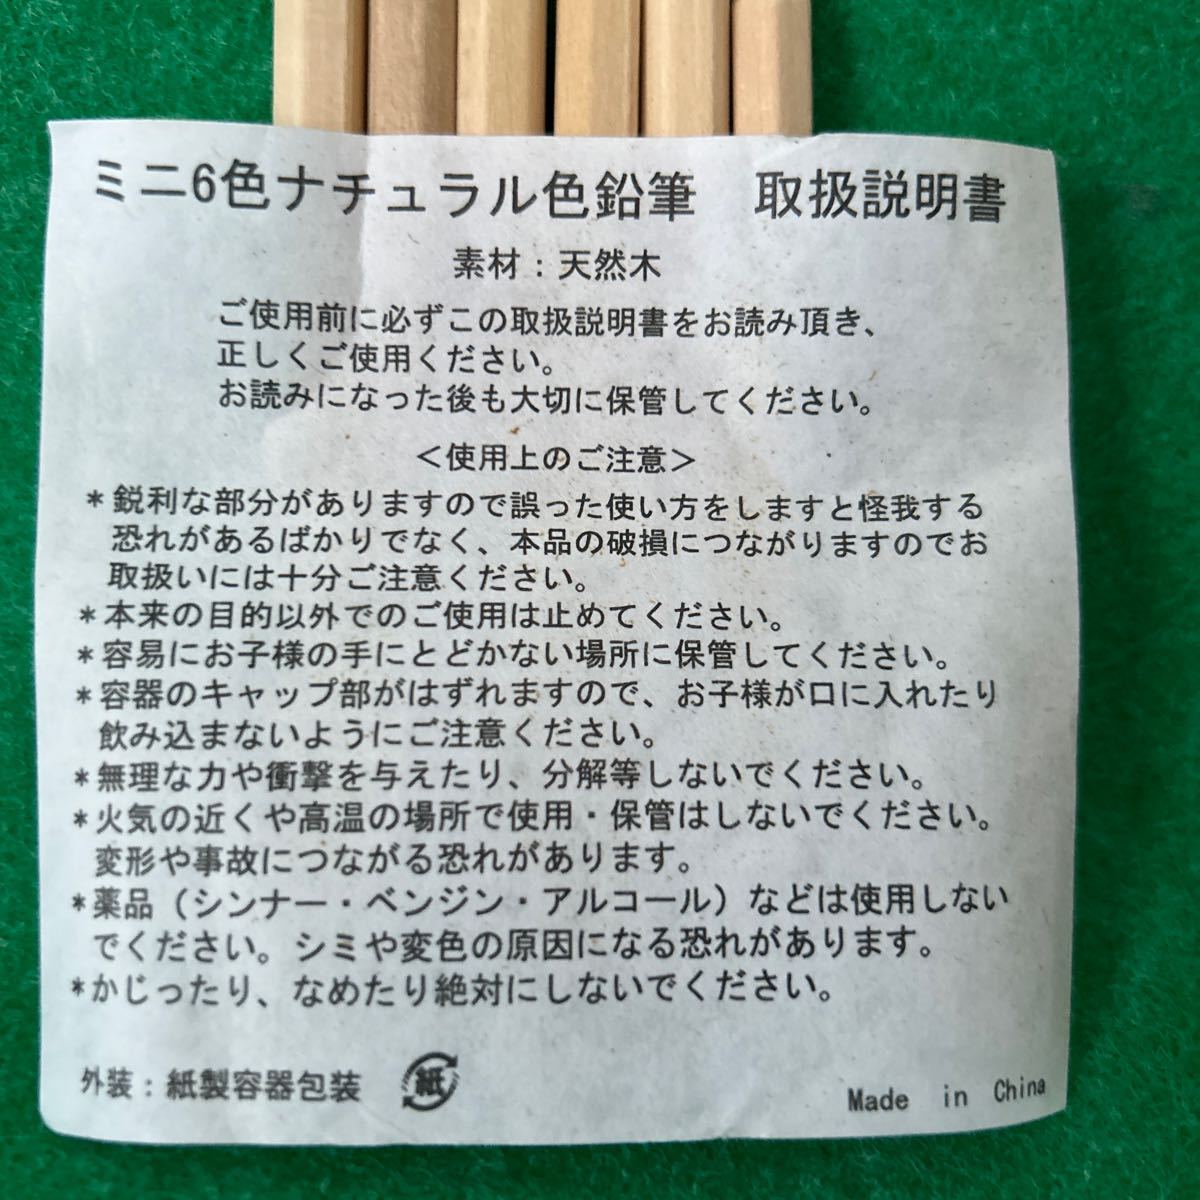 ミニ6色ナチュラル色鉛筆　取扱説明書
素材：天然木
ご使用前に必ずこの取扱説明書をお読み頂き、
正しくご使用ください。
お読みになった後も大切に保管してください。
＜使用上のご注意＞
＊鋭利な部分がありますので誤った使い方をしますと怪我する
恐れがあるばかりでなく、本品の破損につながりますのでお
取扱いには十分ご注意ください。
＊本来の目的以外でのご使用は止めてください。
＊容易にお子様の手にとどかない場所に保管してください。
＊容器のキャップ部がはずれますので、お子様が口に入れたり
飲み込まないようにご注意ください。
＊無理な力や衝撃を与えたり、分解等しないでください。
＊火気の近くや高温の場所で使用・保管はしないでください。
変形や事故につながる恐れがあります。
＊薬品（シンナー・ベンジン・アルコール）などは使用しない
でください。シミや変色の原因になる恐れがあります。
＊かじったり、なめたり絶対にしないでください。
外装：紙製容器包装 紙
Made in China